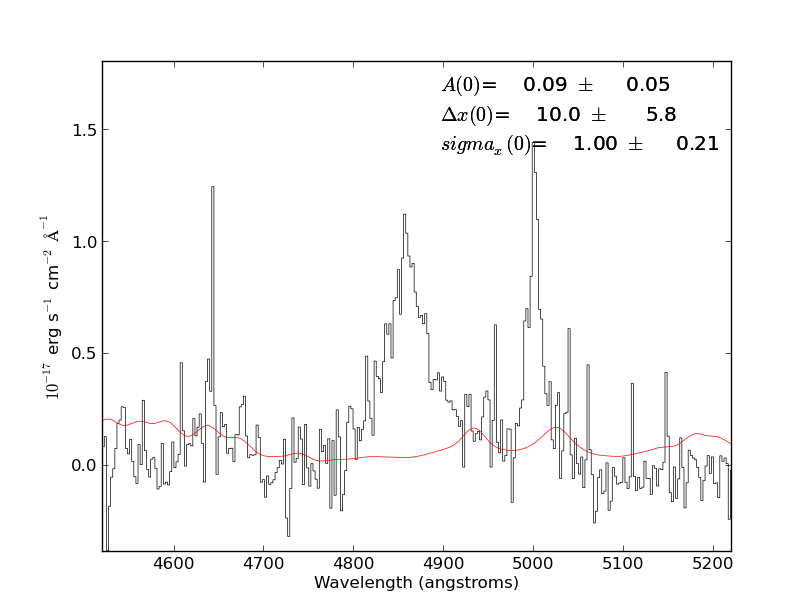 A(0)= 0.09 ± 0.05
Δx(0)= 10.0 ± 5.8
sigma_x (0)= 1.00 ± 0.21
1.5
1.0
0.5
0.0
10^{-17} erg s^{-1} cm^{-2} Å^{-1}
4600 4700 4800 4900 5000 5100 5200
Wavelength (angstroms)